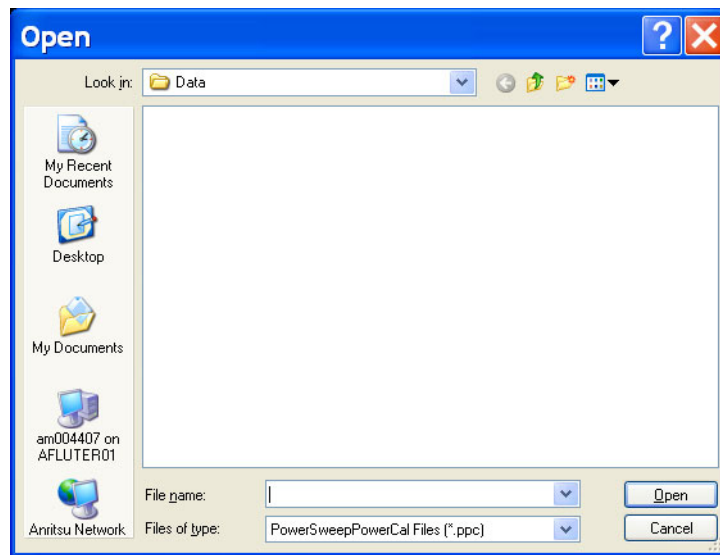 Open
Look in: Data
My Recent
Documents
Desktop
My Documents
am004407 on
AFLUTER01
Anritsu Network
File name:
Open
Files of type: PowerSweepPowerCal Files (*.ppc)
Cancel